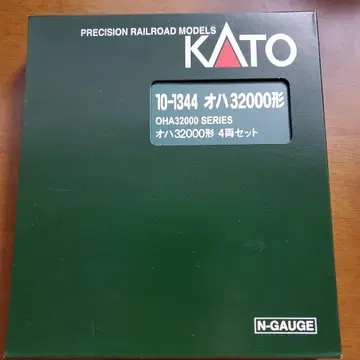 PRECISION RAILROAD MODELS
KATO
10-1344 オハ32000形
OHA32000 SERIES
オハ32000形 4両セット
N-GAUGE